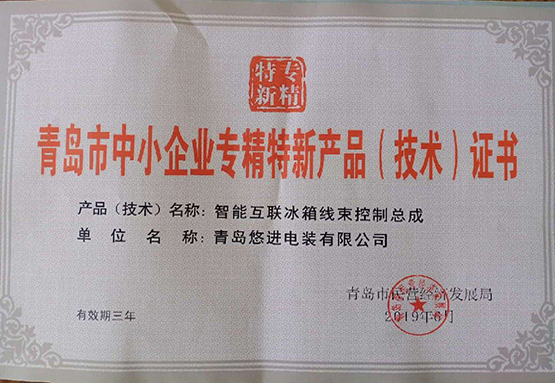 专精
特新
青岛市中小企业专精特新产品（技术）证书
产品（技术）名称：智能互联冰箱线束控制总成
单位名称：青岛悠进电装有限公司
青岛市民营经济发展局
2019年6月
有效期三年